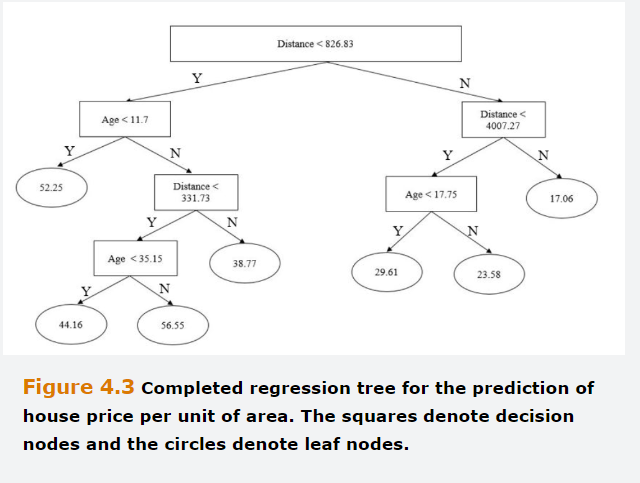 Distance < 826.83
Y
N
Age < 11.7
Distance <
4007.27
Y
N
Y
N
52.25
Distance <
331.73
Age < 17.75
17.06
Y
N
Y
N
Age < 35.15
38.77
29.61
23.58
Y
N
44.16
56.55
Figure 4.3 Completed regression tree for the prediction of
house price per unit of area. The squares denote decision
nodes and the circles denote leaf nodes.